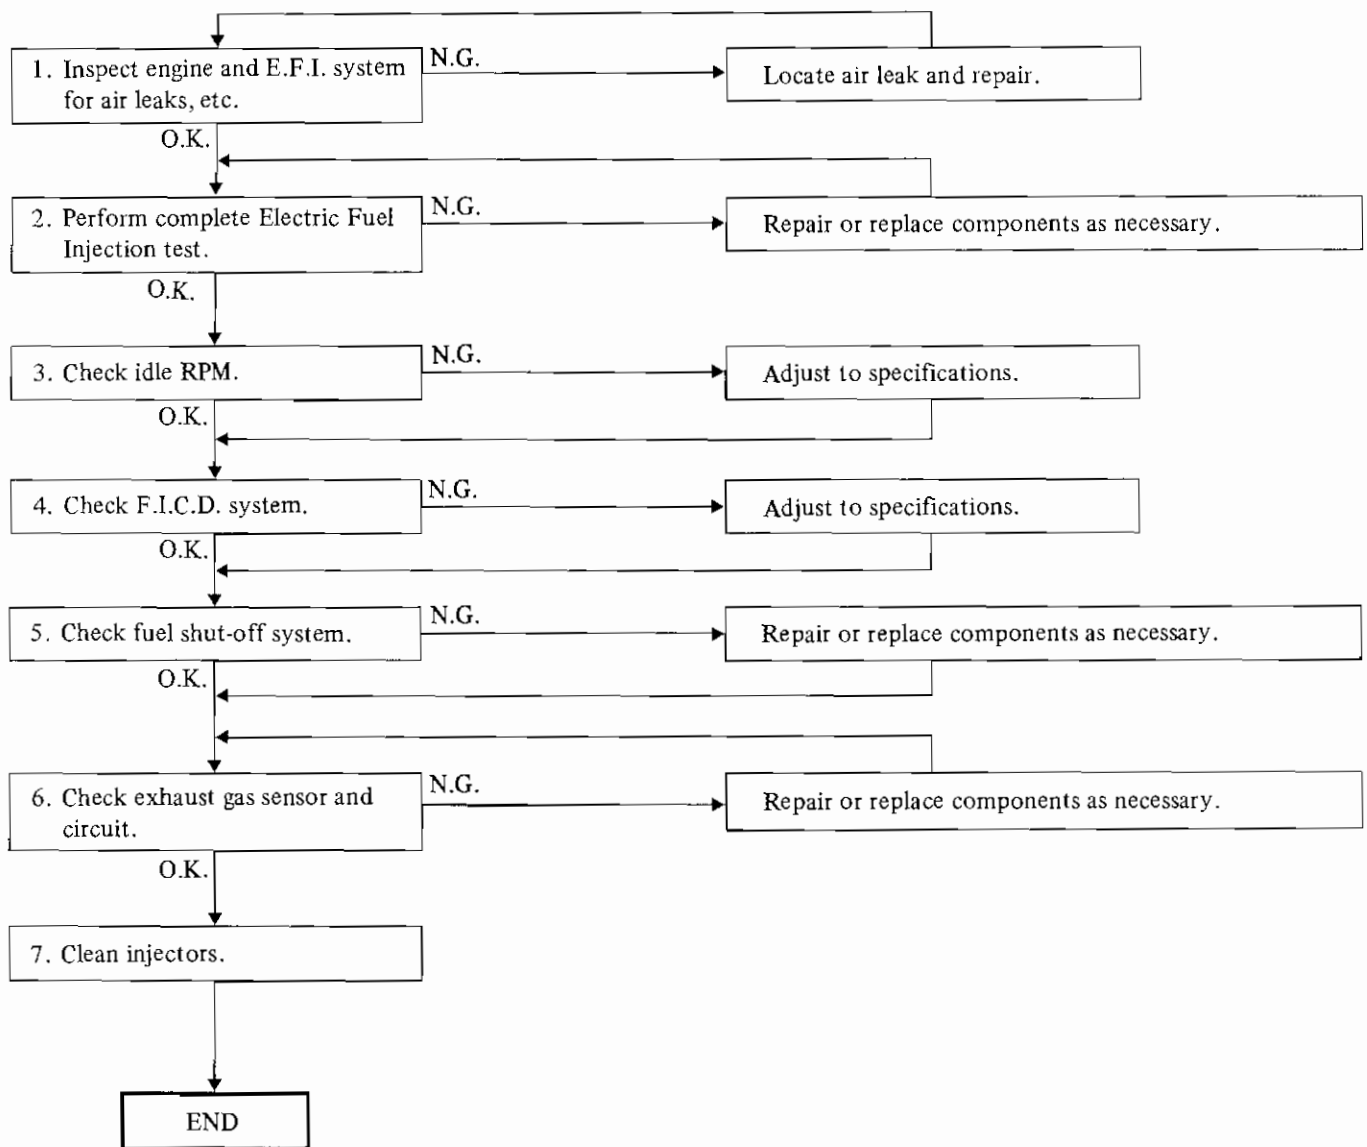 1. Inspect engine and E.F.I. system
for air leaks, etc.
N.G.
Locate air leak and repair.
O.K.
2. Perform complete Electric Fuel
Injection test.
N.G.
Repair or replace components as necessary.
O.K.
3. Check idle RPM.
N.G.
Adjust to specifications.
O.K.
4. Check F.I.C.D. system.
N.G.
Adjust to specifications.
O.K.
5. Check fuel shut-off system.
N.G.
Repair or replace components as necessary.
O.K.
6. Check exhaust gas sensor and
circuit.
N.G.
Repair or replace components as necessary.
O.K.
7. Clean injectors.
END